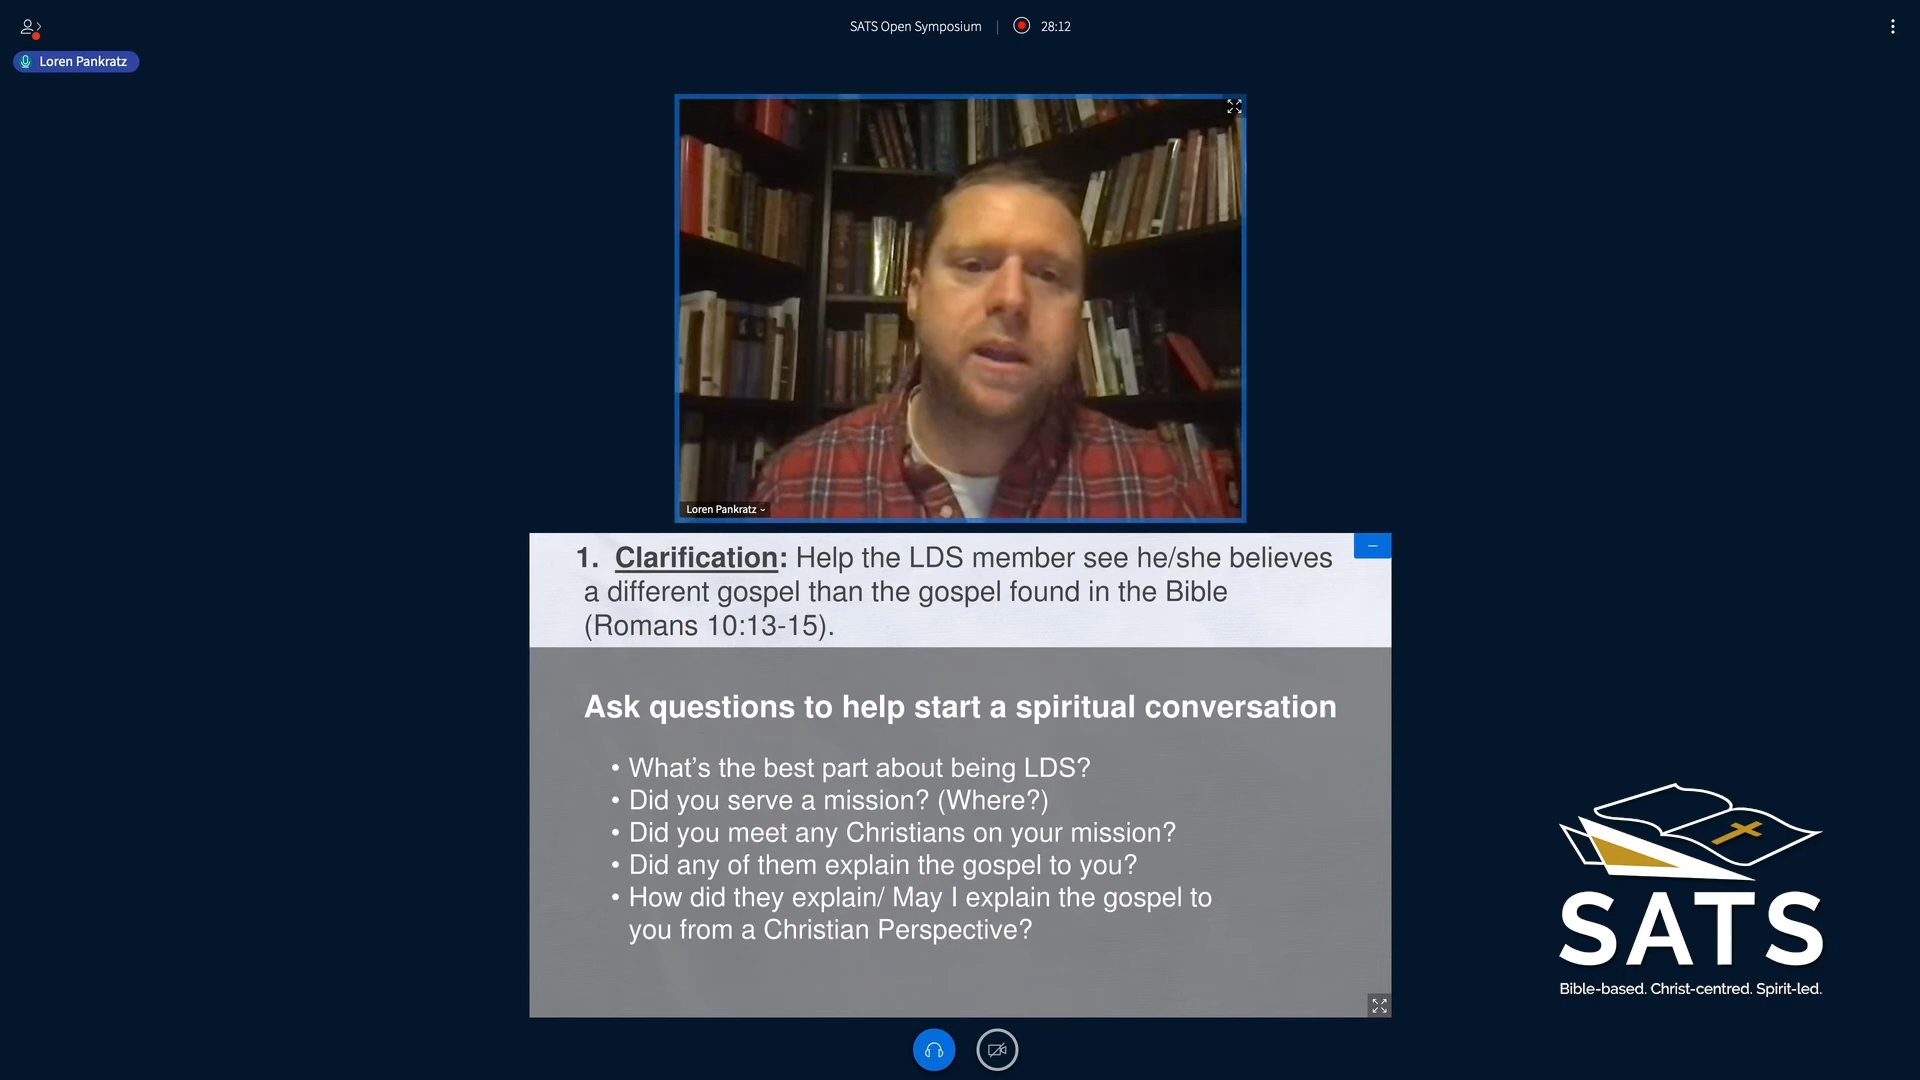 SATS Open Symposium
28:12
Loren Pankratz
Loren Pankratz
1. Clarification: Help the LDS member see he/she believes
a different gospel than the gospel found in the Bible
(Romans 10:13-15).
Ask questions to help start a spiritual conversation
• What’s the best part about being LDS?
• Did you serve a mission? (Where?)
• Did you meet any Christians on your mission?
• Did any of them explain the gospel to you?
• How did they explain/ May I explain the gospel to
you from a Christian Perspective?
SATS
Bible-based. Christ-centred. Spirit-led.